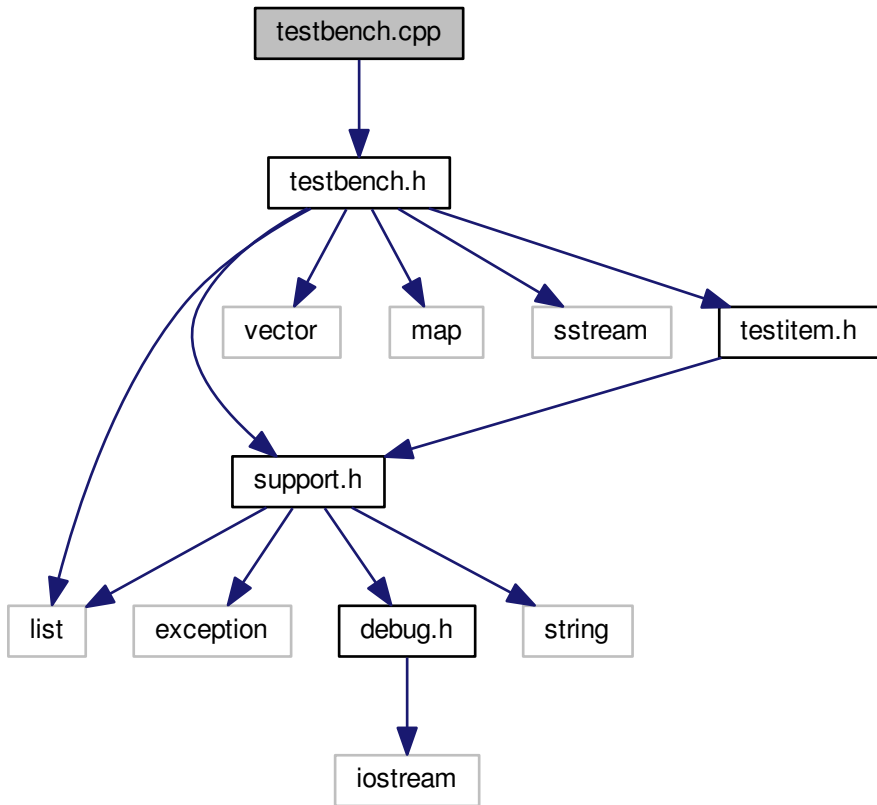 testbench.cpp
testbench.h
vector
map
sstream
testitem.h
support.h
list
exception
debug.h
string
iostream